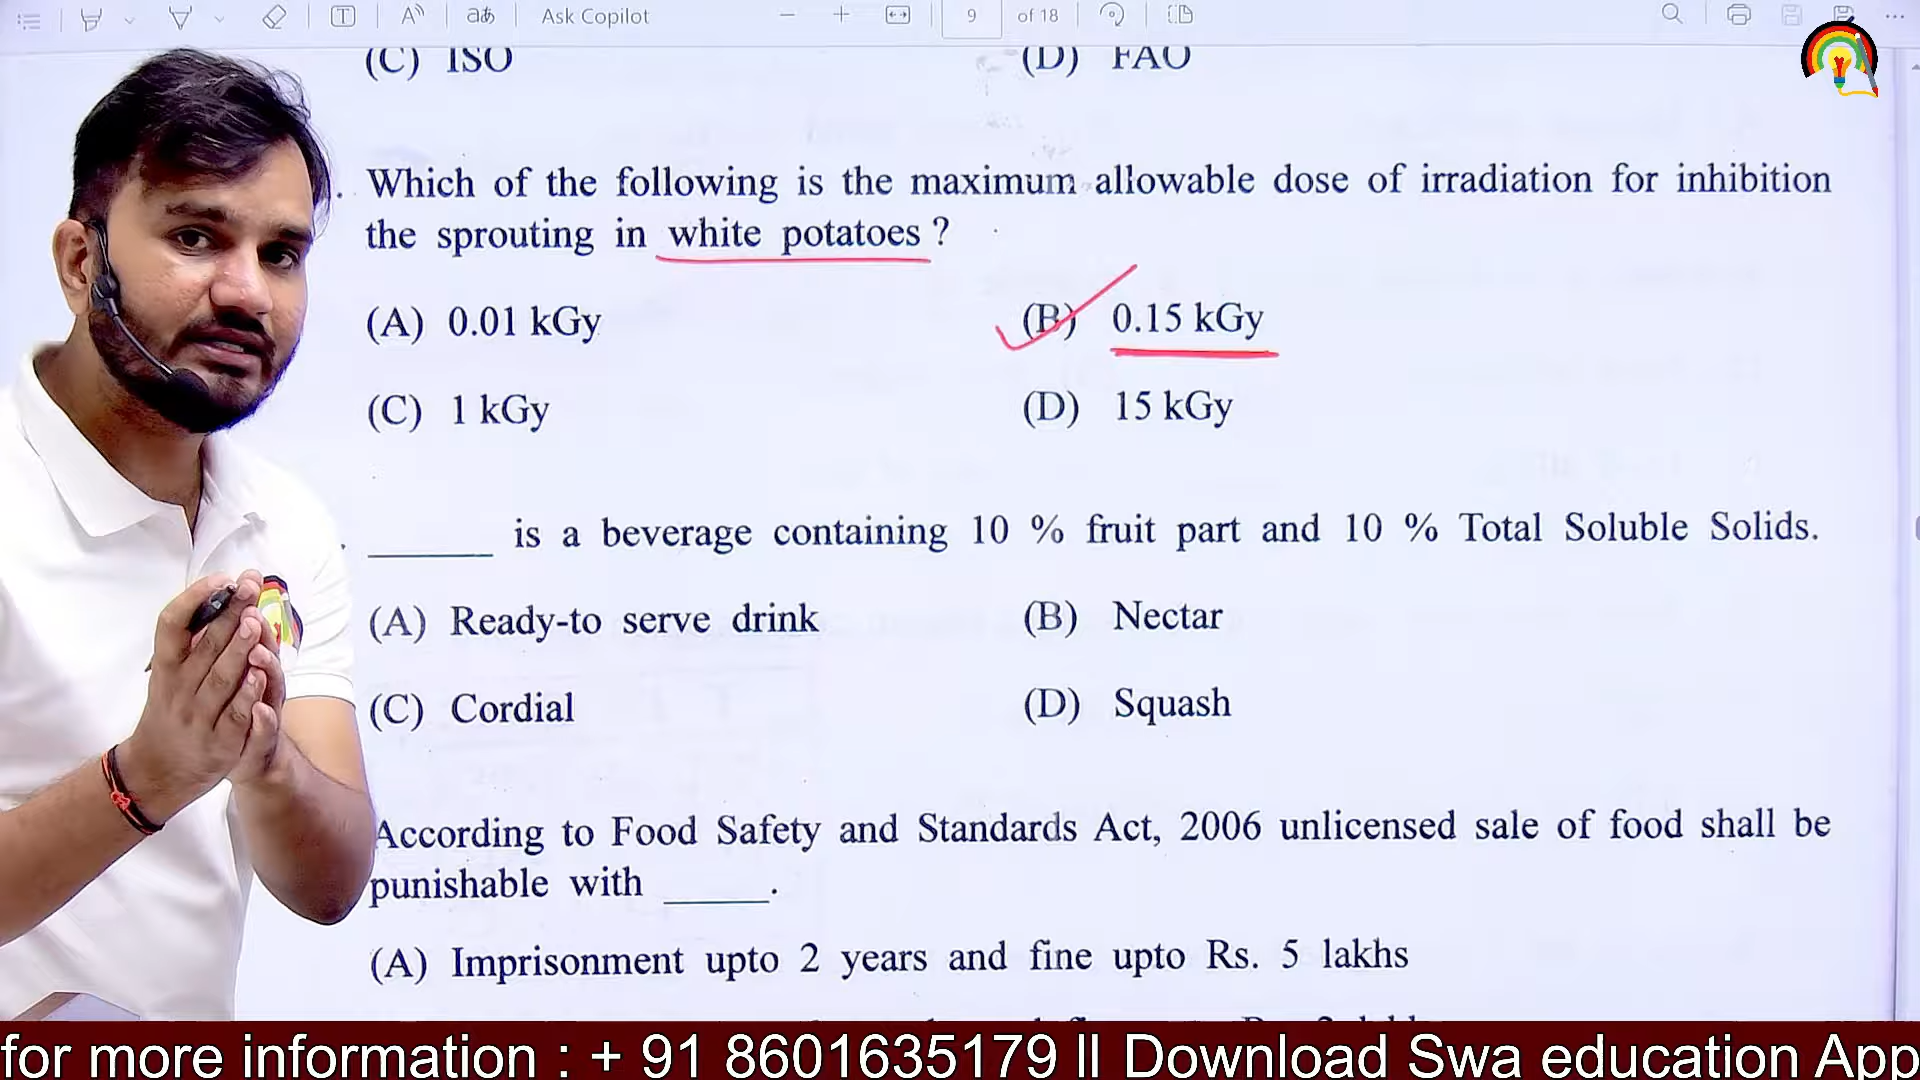 Ask Copilot
9 of 18
(C) ISO (D) FAO
. Which of the following is the maximum allowable dose of irradiation for inhibition
the sprouting in white potatoes ?
(A) 0.01 kGy (B) 0.15 kGy
(C) 1 kGy (D) 15 kGy
. ______ is a beverage containing 10 % fruit part and 10 % Total Soluble Solids.
(A) Ready-to serve drink (B) Nectar
(C) Cordial (D) Squash
According to Food Safety and Standards Act, 2006 unlicensed sale of food shall be
punishable with _____.
(A) Imprisonment upto 2 years and fine upto Rs. 5 lakhs
for more information : + 91 8601635179 ll Download Swa education App